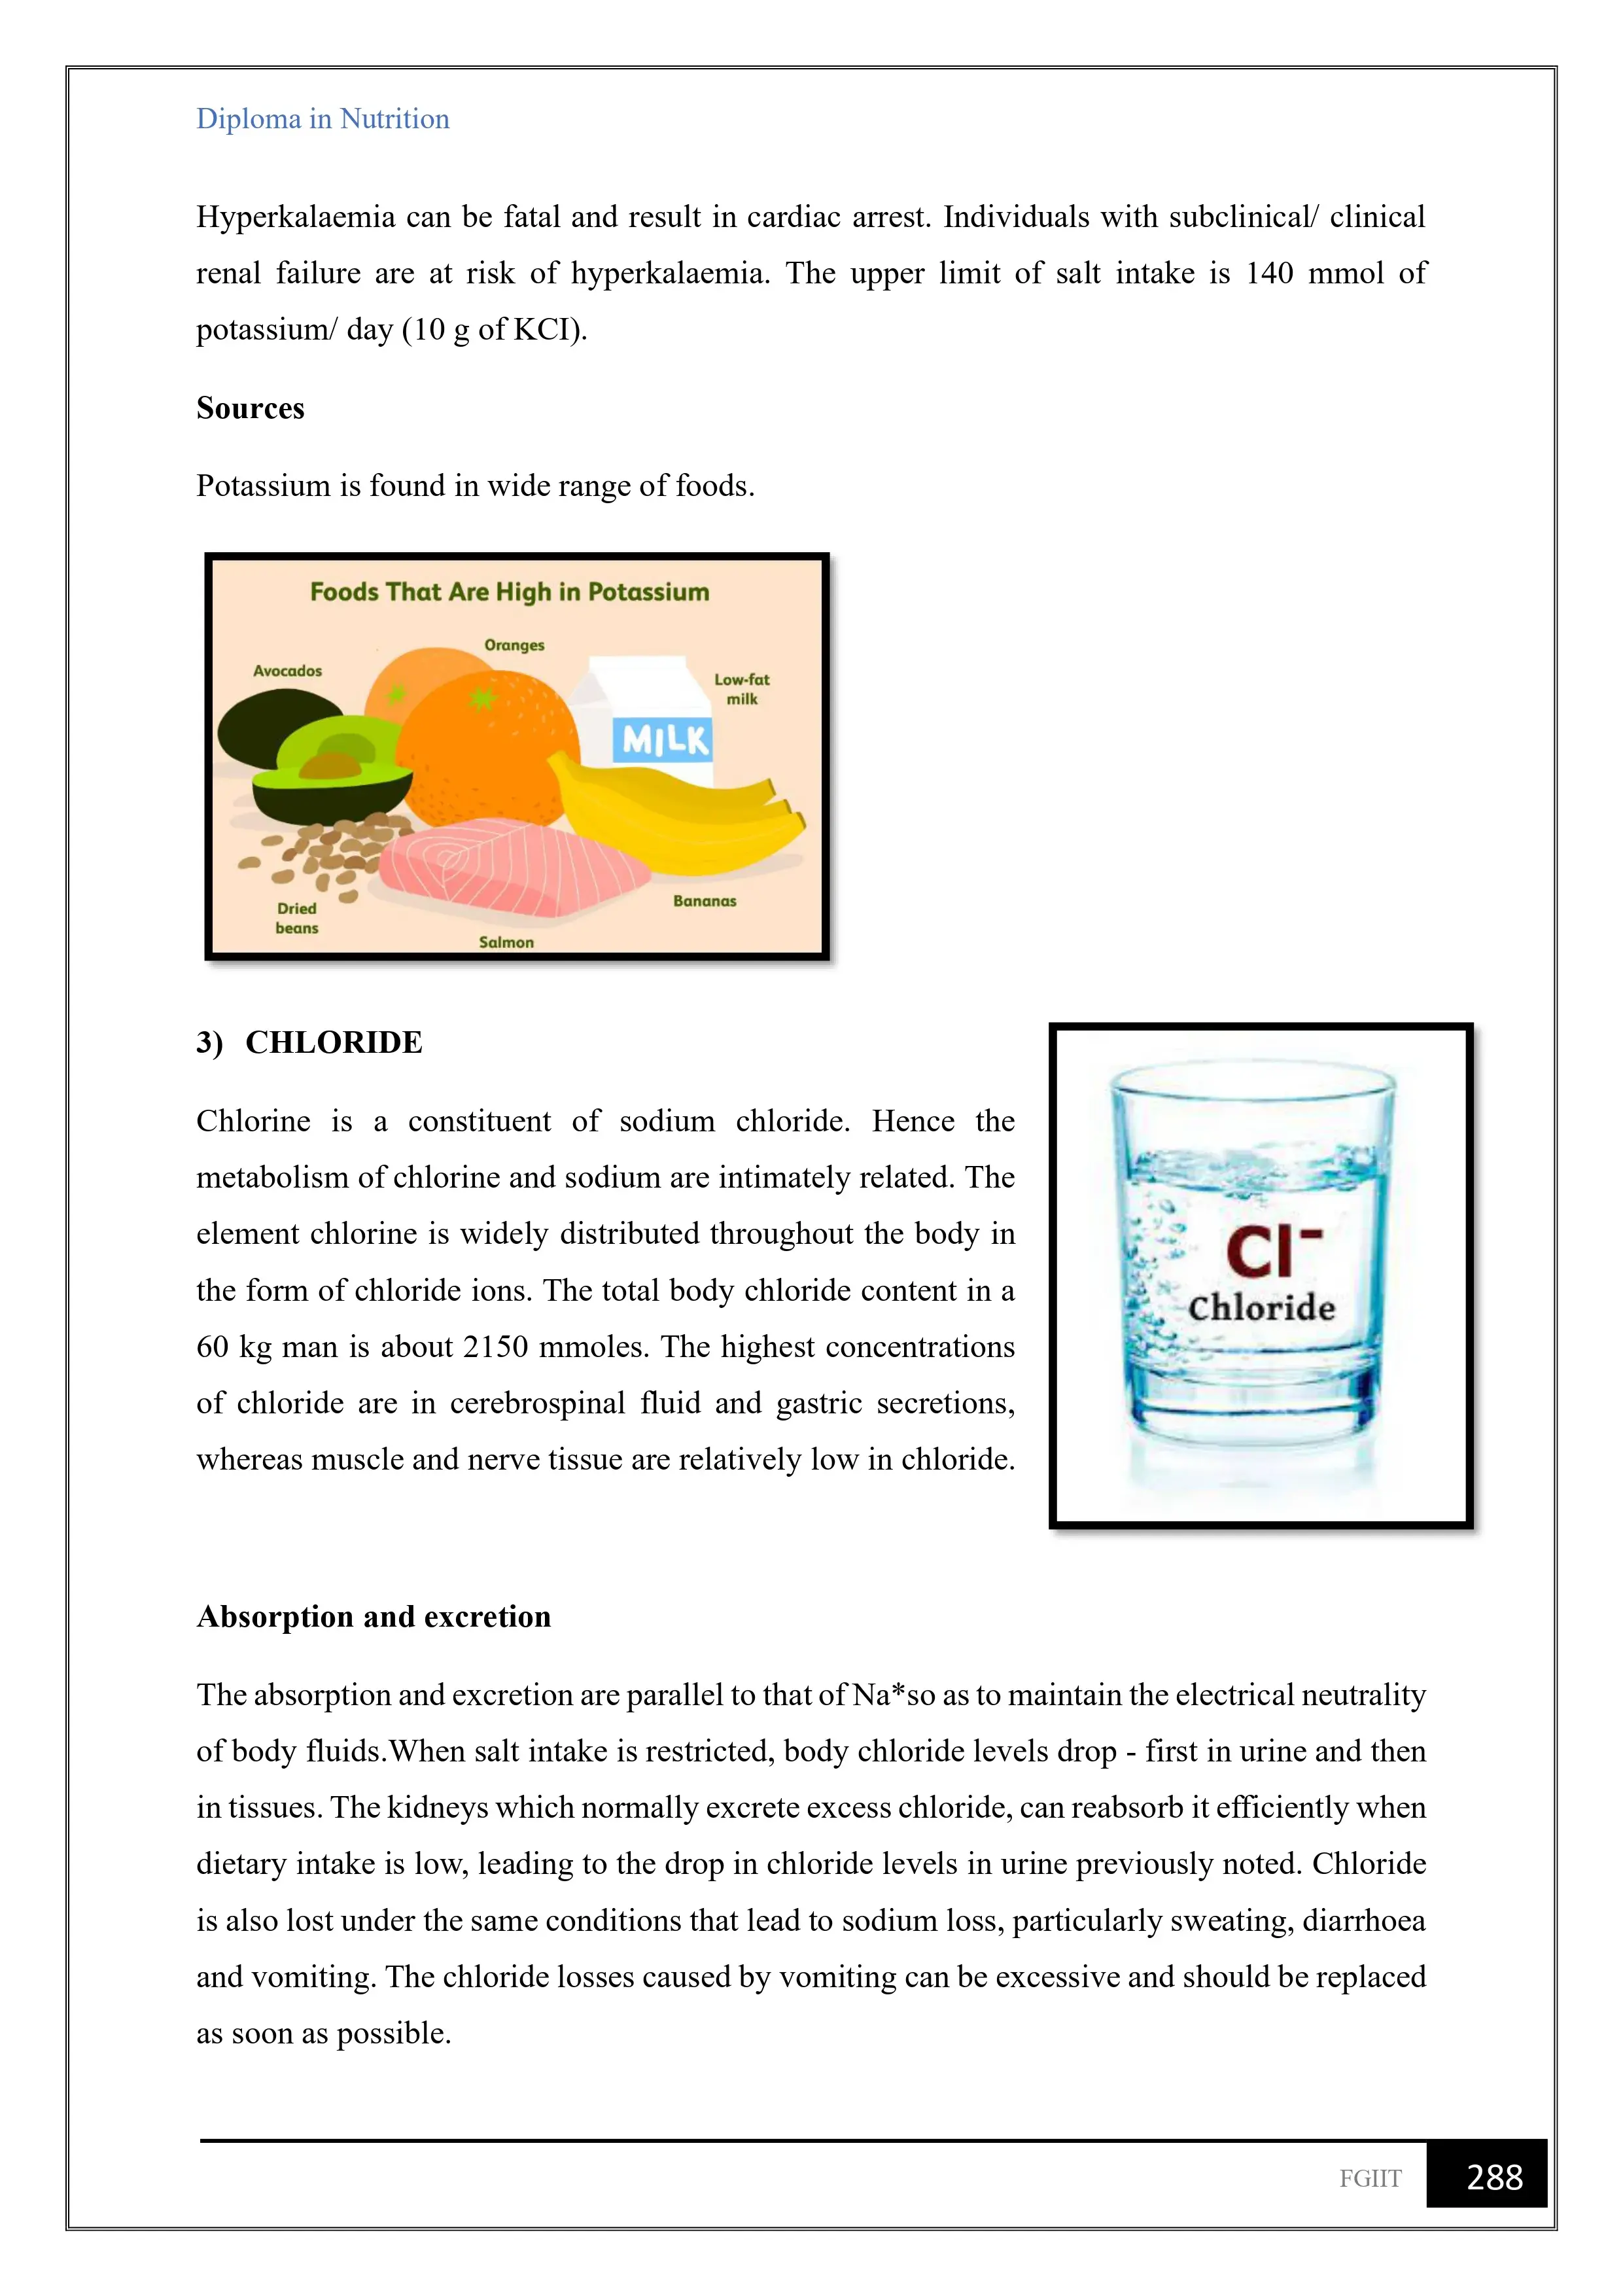 Diploma in Nutrition
Hyperkalaemia can be fatal and result in cardiac arrest. Individuals with subclinical/ clinical
renal failure are at risk of hyperkalaemia. The upper limit of salt intake is 140 mmol of
potassium/ day (10 g of KCI).
Sources
Potassium is found in wide range of foods.
Foods That Are High in Potassium
Oranges
Avocados
Low-fat
milk
MILK
Bananas
Dried
beans
Salmon
3) CHLORIDE
Chlorine is a constituent of sodium chloride. Hence the
metabolism of chlorine and sodium are intimately related. The
element chlorine is widely distributed throughout the body in
the form of chloride ions. The total body chloride content in a
60 kg man is about 2150 mmoles. The highest concentrations
of chloride are in cerebrospinal fluid and gastric secretions,
whereas muscle and nerve tissue are relatively low in chloride.
Cl-
Chloride
Absorption and excretion
The absorption and excretion are parallel to that of Na*so as to maintain the electrical neutrality
of body fluids.When salt intake is restricted, body chloride levels drop - first in urine and then
in tissues. The kidneys which normally excrete excess chloride, can reabsorb it efficiently when
dietary intake is low, leading to the drop in chloride levels in urine previously noted. Chloride
is also lost under the same conditions that lead to sodium loss, particularly sweating, diarrhoea
and vomiting. The chloride losses caused by vomiting can be excessive and should be replaced
as soon as possible.
FGIIT 288